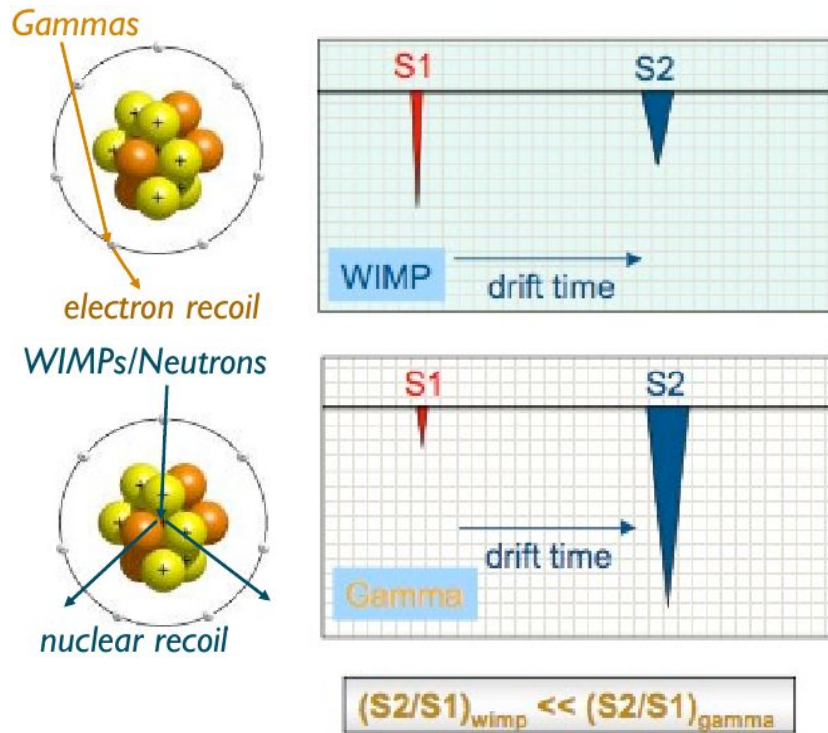 Gammas
electron recoil
S1 S2
WIMP drift time
WIMPs/Neutrons
nuclear recoil
S1 S2
drift time
Gamma
(S2/S1)wimp << (S2/S1)gamma